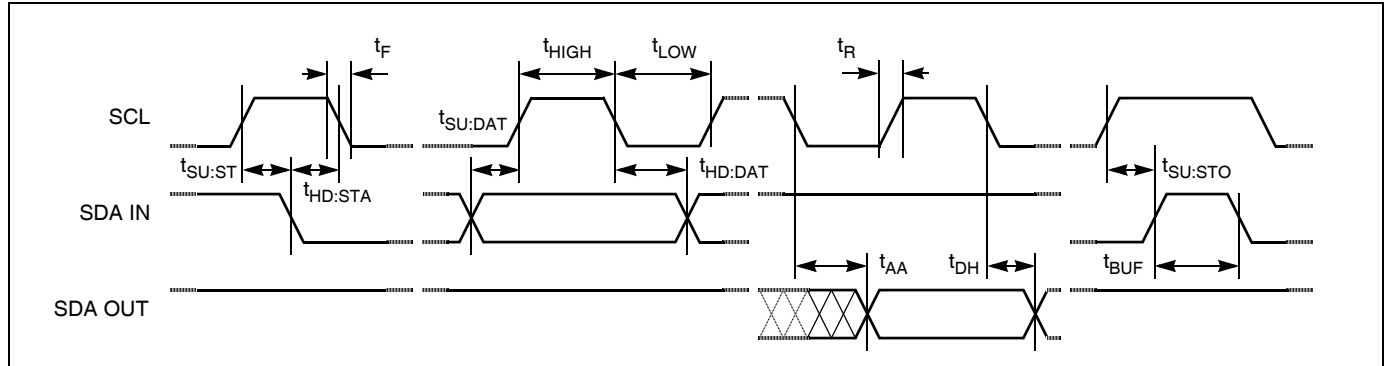 tF
tHIGH
tLOW
tR
SCL
tSU:DAT
tSU:ST
tHD:STA
tHD:DAT
tSU:STO
SDA IN
tAA
tDH
tBUF
SDA OUT